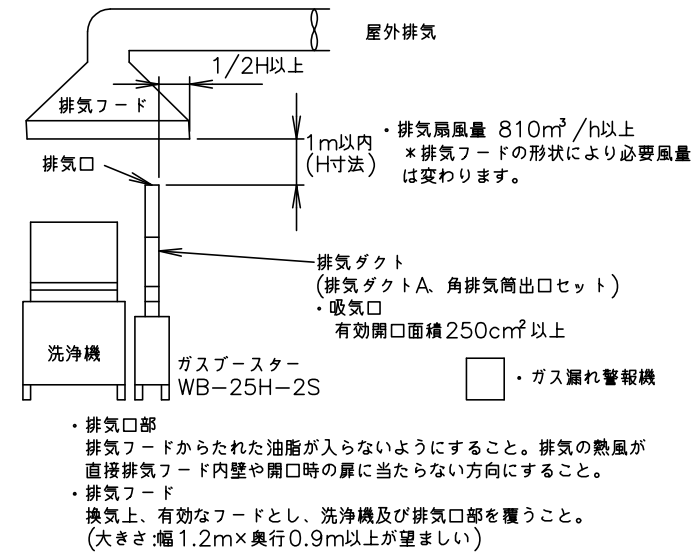 屋外排気
1/2H以上
排気フード
1m以内
(H寸法)
・排気扇風量 810m³/h以上
＊排気フードの形状により必要風量
は変わります。
排気口
排気ダクト
(排気ダクトA、角排気筒出口セット)
・吸気口
有効開口面積250cm²以上
洗浄機
ガスブースター
WB-25H-2S
・ガス漏れ警報機
・排気口部
排気フードからたれた油脂が入らないようにすること。排気の熱風が
直接排気フード内壁や開口時の扉に当たらない方向にすること。
・排気フード
換気上、有効なフードとし、洗浄機及び排気口部を覆うこと。
(大きさ:幅1.2m×奥行0.9m以上が望ましい)